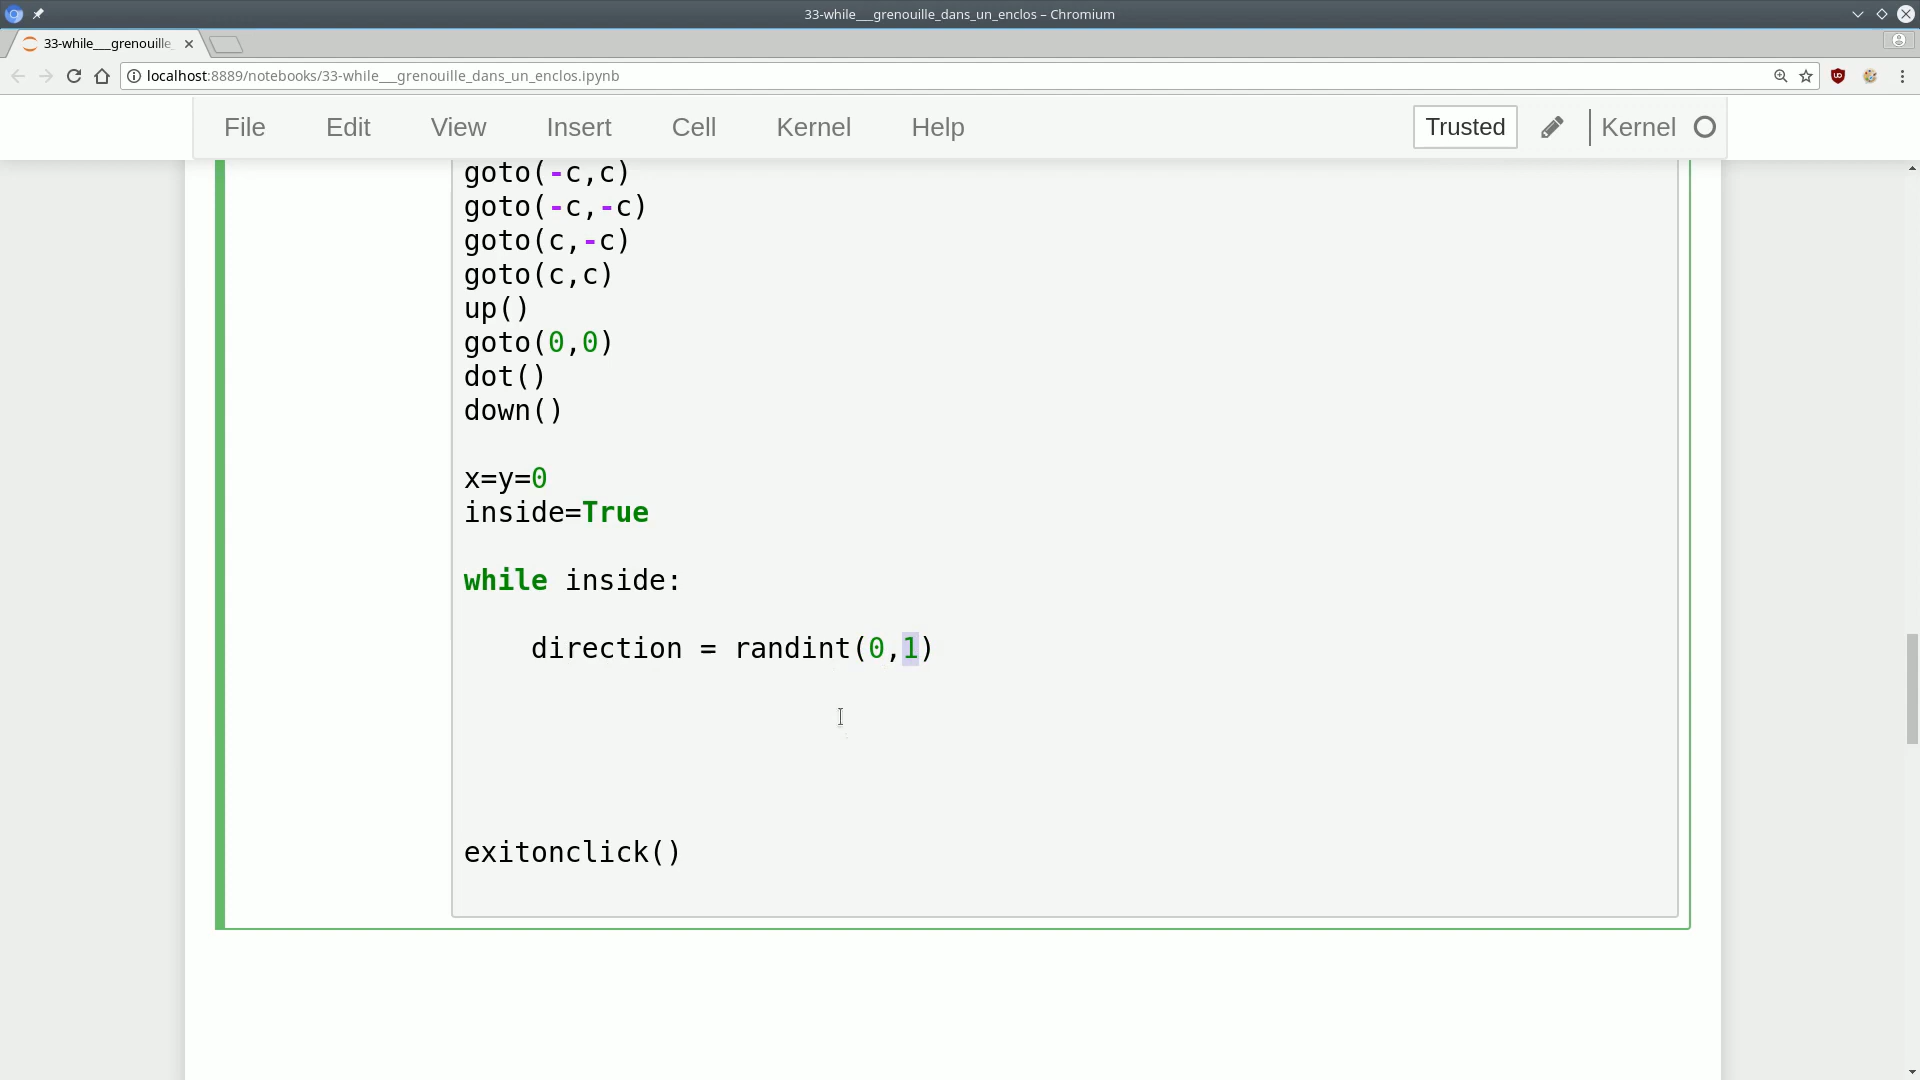 33-while___grenouille_dans_un_enclos – Chromium
33-while___grenouille_
localhost:8889/notebooks/33-while___grenouille_dans_un_enclos.ipynb
File Edit View Insert Cell Kernel Help Trusted Kernel
goto(-c,c)
goto(-c,-c)
goto(c,-c)
goto(c,c)
up()
goto(0,0)
dot()
down()
x=y=0
inside=True
while inside:
direction = randint(0,1)
exitonclick()